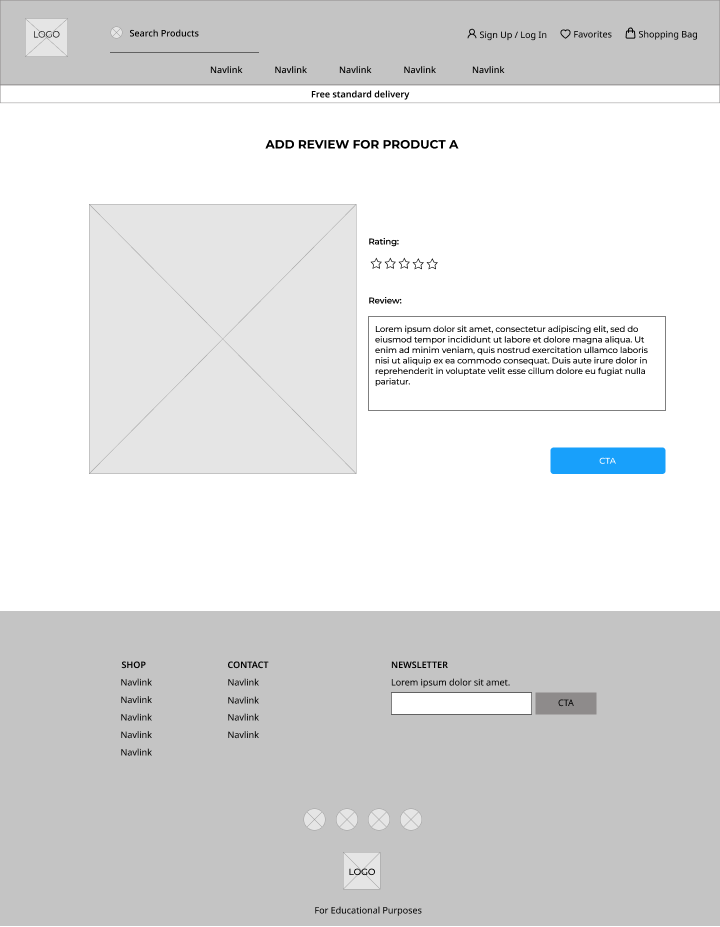 LOGO
Search Products
Sign Up / Log In
Favorites
Shopping Bag
Navlink
Navlink
Navlink
Navlink
Navlink
Free standard delivery
ADD REVIEW FOR PRODUCT A
Rating:
Review:
Lorem ipsum dolor sit amet, consectetur adipiscing elit, sed do
eiusmod tempor incididunt ut labore et dolore magna aliqua. Ut
enim ad minim veniam, quis nostrud exercitation ullamco laboris
nisi ut aliquip ex ea commodo consequat. Duis aute irure dolor in
reprehenderit in voluptate velit esse cillum dolore eu fugiat nulla
pariatur.
CTA
SHOP
Navlink
Navlink
Navlink
Navlink
Navlink
CONTACT
Navlink
Navlink
Navlink
Navlink
NEWSLETTER
Lorem ipsum dolor sit amet.
CTA
LOGO
For Educational Purposes